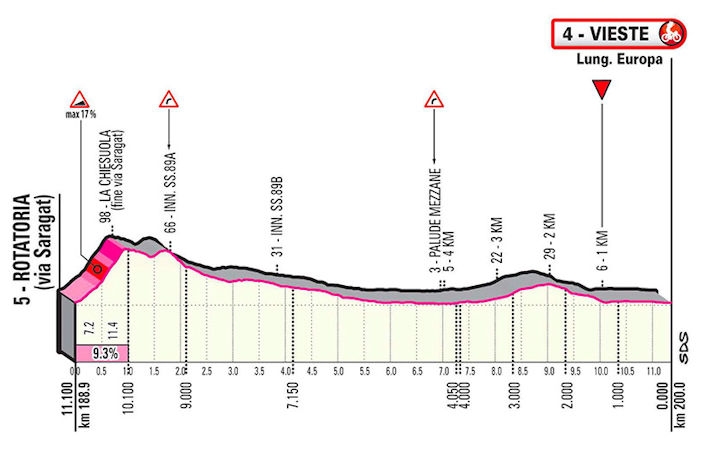 4 - VIESTE
Lung. Europa
max 17%
5 - ROTATORIA
(via Saragat)
98 - LA CHIESUOLA
(fine via Saragat)
66 - INN. SS.89A
31 - INN. SS.89B
3 - PALUDE MEZZANE
5 - 4 KM
22 - 3 KM
29 - 2 KM
6 - 1 KM
7.2
11.4
9.3%
0.0 0.5 1.0 1.5 2.0 2.5 3.0 3.5 4.0 4.5 5.0 5.5 6.0 6.5 7.0 7.5 8.0 8.5 9.0 9.5 10.0 10.5 11.0
11.100
km 188.9
10.100
9.000
7.150
4.050
4.000
3.000
2.000
1.000
0.000
km 200.0
SDS